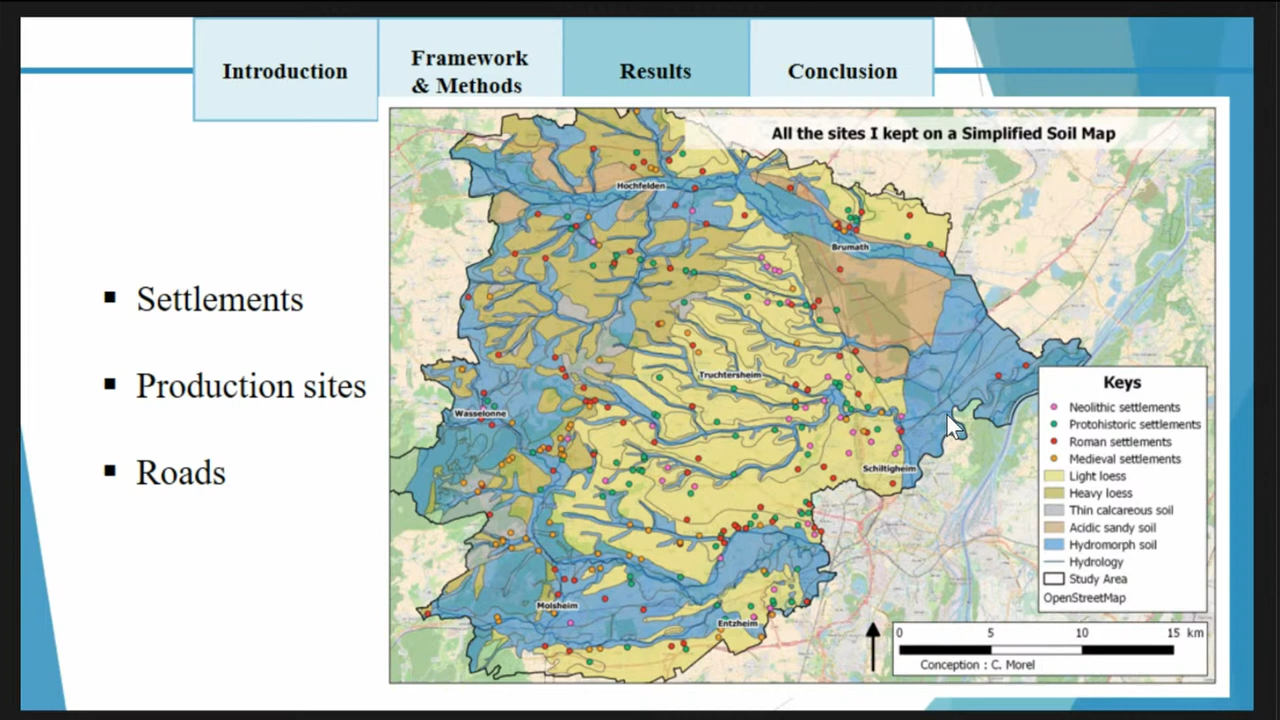 Introduction
Framework
& Methods
Results
Conclusion
All the sites I kept on a Simplified Soil Map
▪ Settlements
▪ Production sites
▪ Roads
Hochfelden
Brumath
Truchtersheim
Wasselonne
Schiltigheim
Molsheim
Entzheim
Keys
Neolithic settlements
Protohistoric settlements
Roman settlements
Medieval settlements
Light loess
Heavy loess
Thin calcareous soil
Acidic sandy soil
Hydromorph soil
Hydrology
Study Area
OpenStreetMap
0 5 10 15 km
Conception : C. Morel